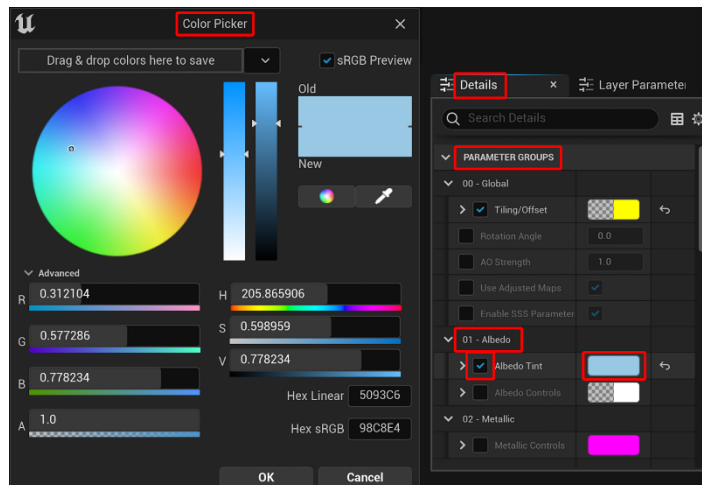 Color Picker
Drag & drop colors here to save
sRGB Preview
Old
New
Advanced
R 0.312104
G 0.577286
B 0.778234
A 1.0
H 205.865906
S 0.598959
V 0.778234
Hex Linear 5093C6
Hex sRGB 98C8E4
OK Cancel
Details Layer Parameter
Search Details
PARAMETER GROUPS
00 - Global
Tiling/Offset
Rotation Angle 0.0
AO Strength 1.0
Use Adjusted Maps
Enable SSS Parameter
01 - Albedo
Albedo Tint
Albedo Controls
02 - Metallic
Metallic Controls